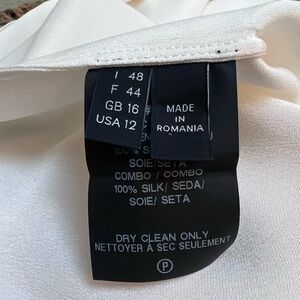 I 48
F 44
GB 16
USA 12
MADE
IN
ROMANIA
100% S
SOIE/SETA
COMBO / COMBO
100% SILK/ SEDA/
SOIE/ SETA
DRY CLEAN ONLY
NETTOYER À SEC SEULEMENT
P